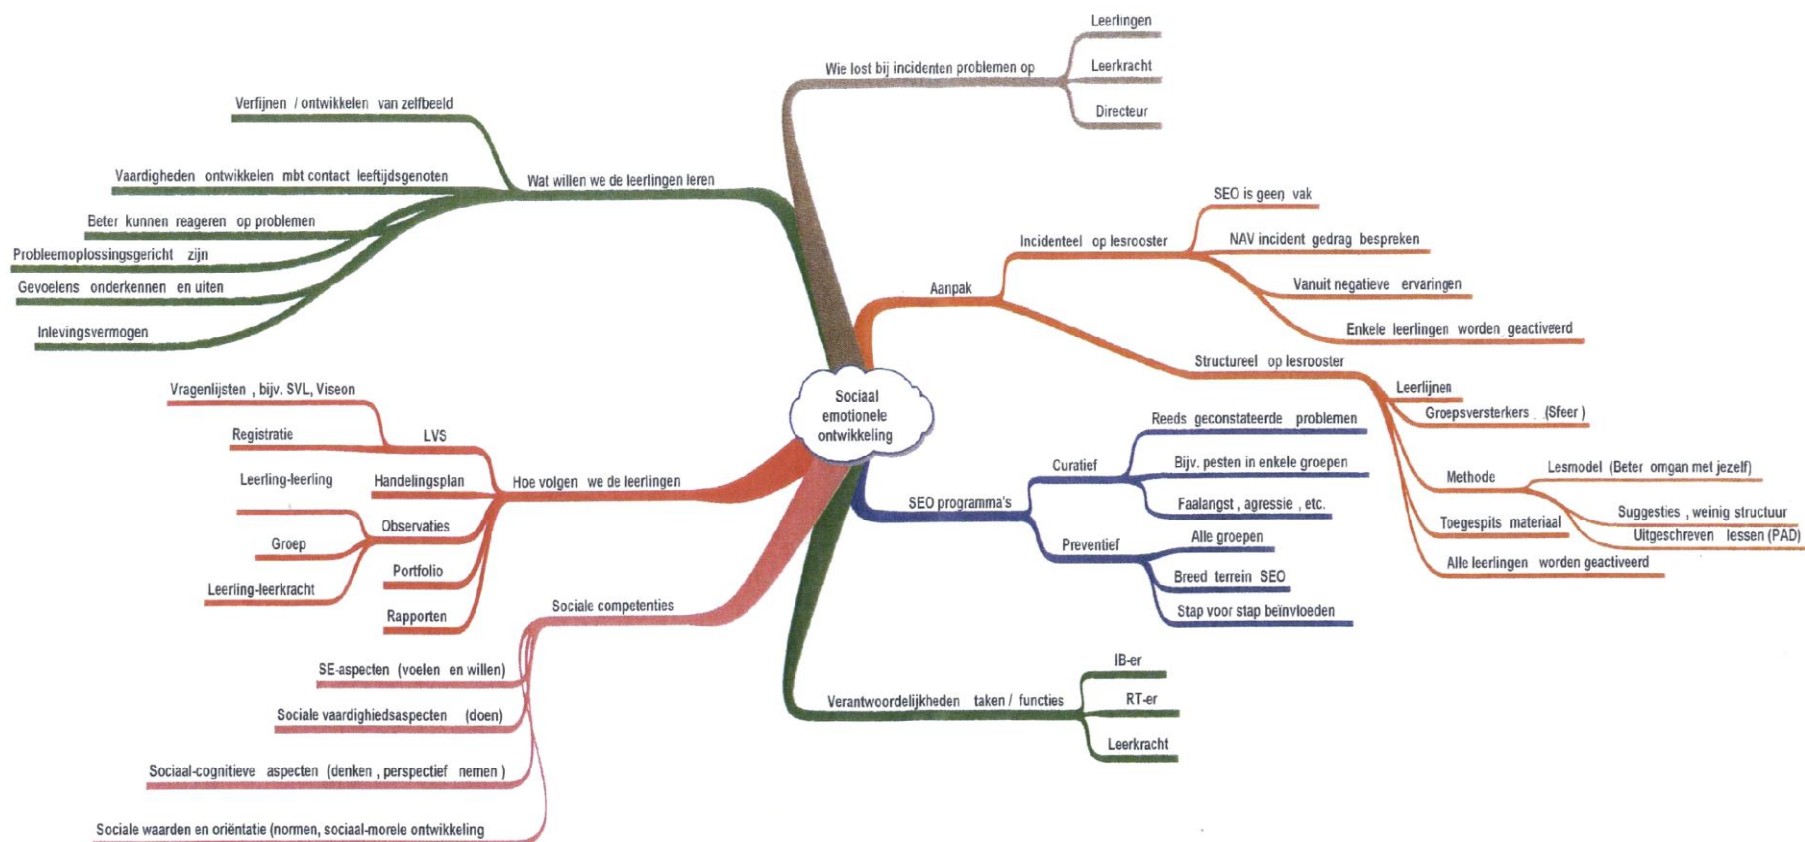 Sociaal
emotionele
ontwikkeling
Wie lost bij incidenten problemen op
Leerlingen
Leerkracht
Directeur
Aanpak
Incidenteel op lesrooster
SEO is geen vak
NAV incident gedrag bespreken
Vanuit negatieve ervaringen
Enkele leerlingen worden geactiveerd
Structureel op lesrooster
Leerlijnen
Groepsversterkers (Sfeer)
Methode
Lesmodel (Beter omgan met jezelf)
Suggesties, weinig structuur
Uitgeschreven lessen (PAD)
Toegespits materiaal
Alle leerlingen worden geactiveerd
SEO programma's
Curatief
Reeds geconstateerde problemen
Bijv. pesten in enkele groepen
Faalangst, agressie, etc.
Preventief
Alle groepen
Breed terrein SEO
Stap voor stap beïnvloeden
Verantwoordelijkheden taken / functies
IB-er
RT-er
Leerkracht
Wat willen we de leerlingen leren
Verfijnen / ontwikkelen van zelfbeeld
Vaardigheden ontwikkelen mbt contact leeftijdsgenoten
Beter kunnen reageren op problemen
Probleemoplossingsgericht zijn
Gevoelens onderkennen en uiten
Inlevingsvermogen
Hoe volgen we de leerlingen
LVS
Vragenlijsten, bijv. SVL, Viseon
Registratie
Handelingsplan
Observaties
Leerling-leerling
Groep
Leerling-leerkracht
Portfolio
Rapporten
Sociale competenties
SE-aspecten (voelen en willen)
Sociale vaardighiedsaspecten (doen)
Sociaal-cognitieve aspecten (denken, perspectief nemen)
Sociale waarden en oriëntatie (normen, sociaal-morele ontwikkeling